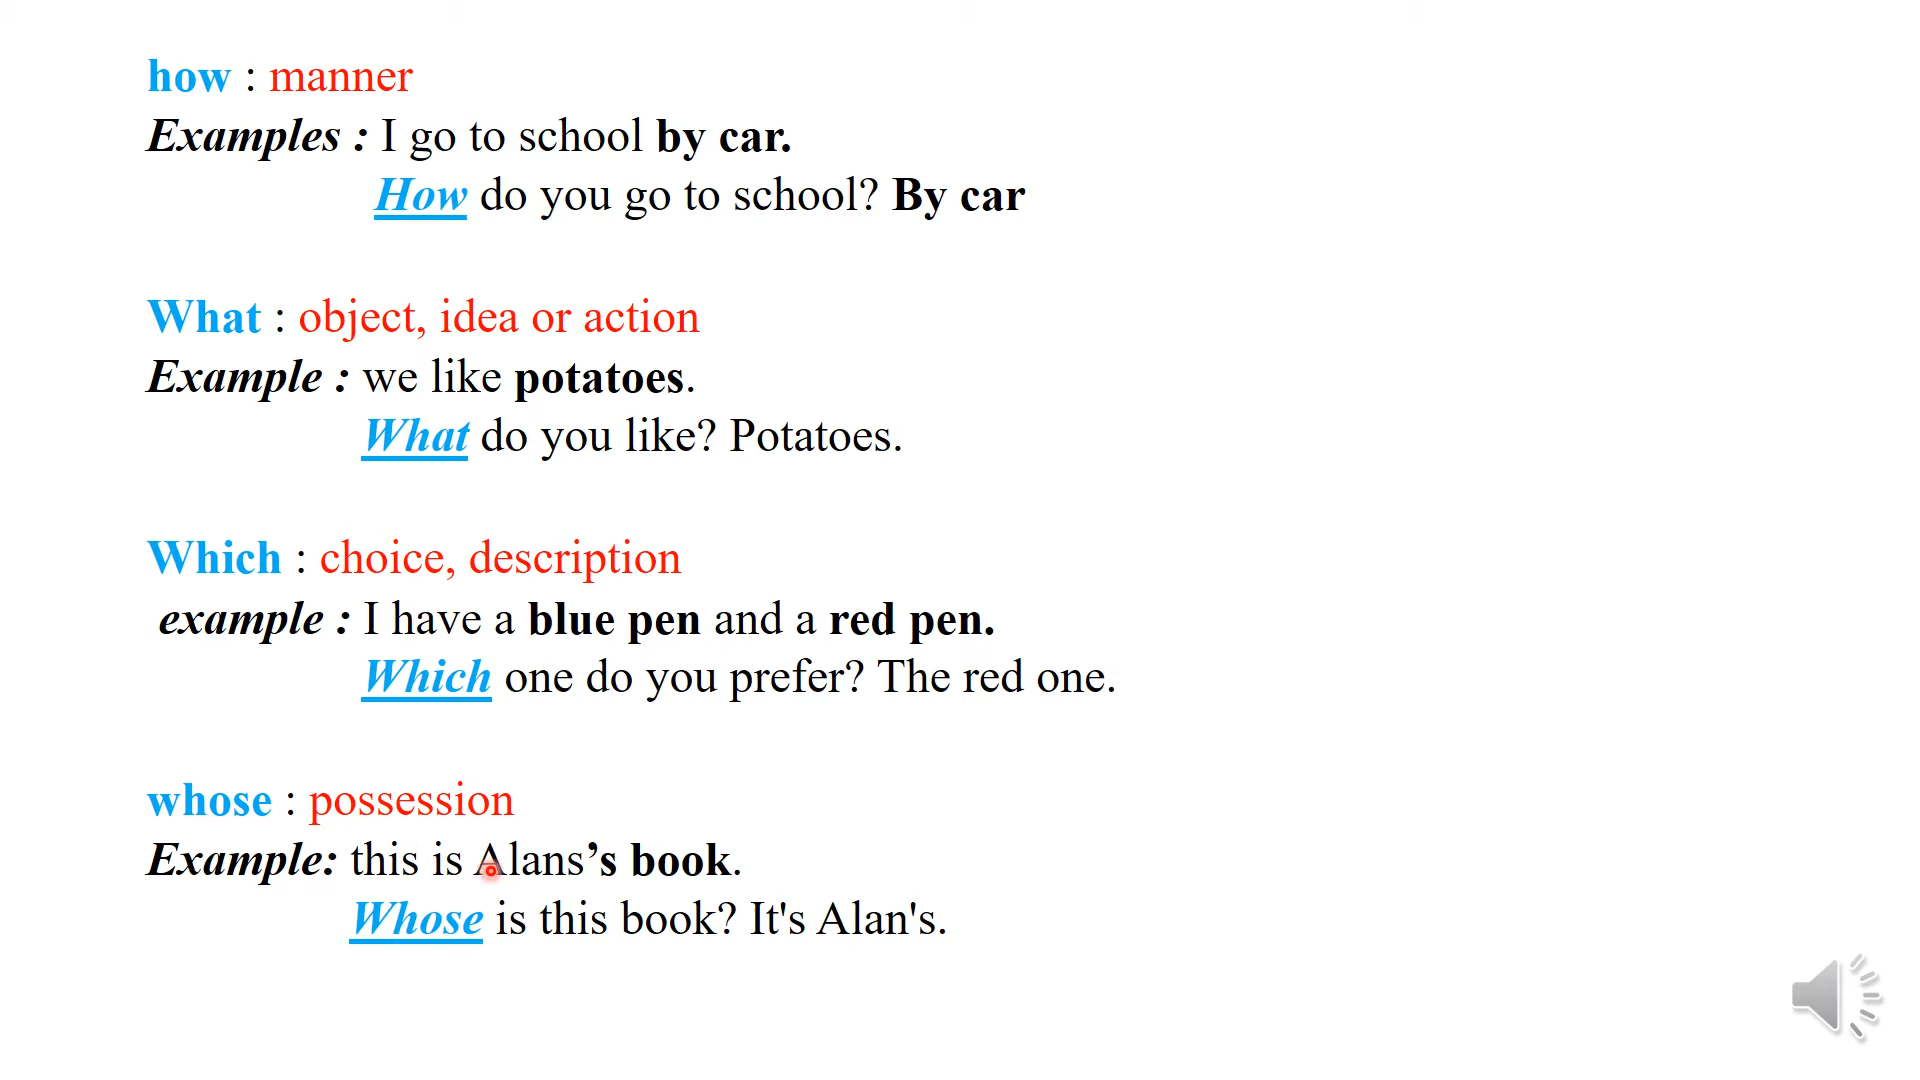 how : manner
Examples : I go to school by car.
How do you go to school? By car
What : object, idea or action
Example : we like potatoes.
What do you like? Potatoes.
Which : choice, description
example : I have a blue pen and a red pen.
Which one do you prefer? The red one.
whose : possession
Example: this is Alans’s book.
Whose is this book? It's Alan's.